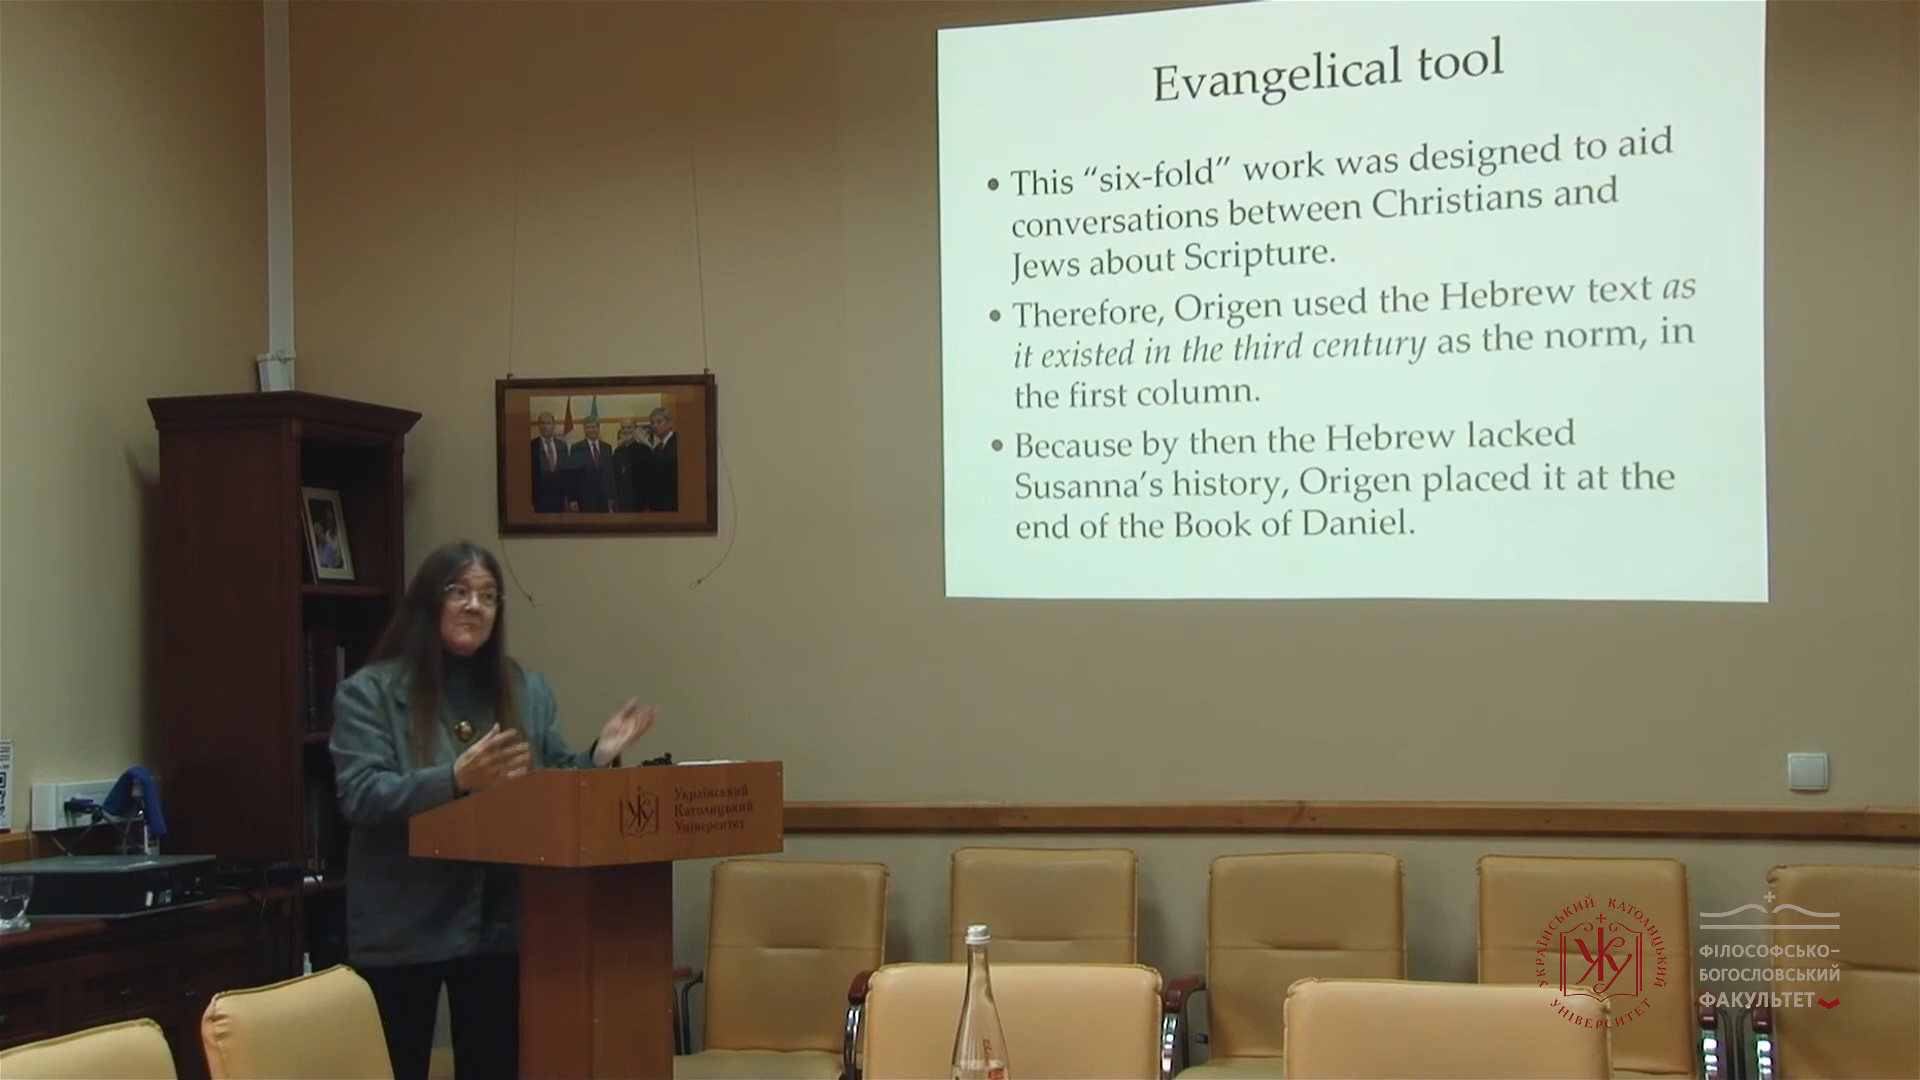 Evangelical tool
• This “six-fold” work was designed to aid
conversations between Christians and
Jews about Scripture.
• Therefore, Origen used the Hebrew text as
it existed in the third century as the norm, in
the first column.
• Because by then the Hebrew lacked
Susanna’s history, Origen placed it at the
end of the Book of Daniel.
Український
Католицький
Університет
УКРАЇНСЬКИЙ КАТОЛИЦЬКИЙ
УНІВЕРСИТЕТ
ФІЛОСОФСЬКО–
БОГОСЛОВСЬКИЙ
ФАКУЛЬТЕТ